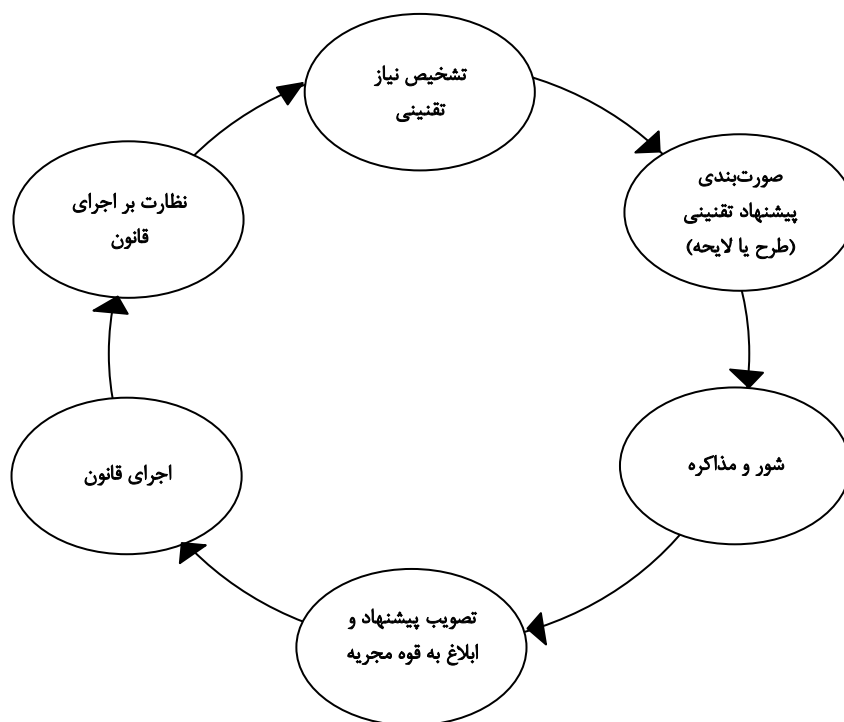 تشخیص نیاز
تقنینی
صورت‌بندی
پیشنهاد تقنینی
(طرح یا لایحه)
شور و مذاکره
تصویب پیشنهاد و
ابلاغ به قوه مجریه
اجرای قانون
نظارت بر اجرای
قانون